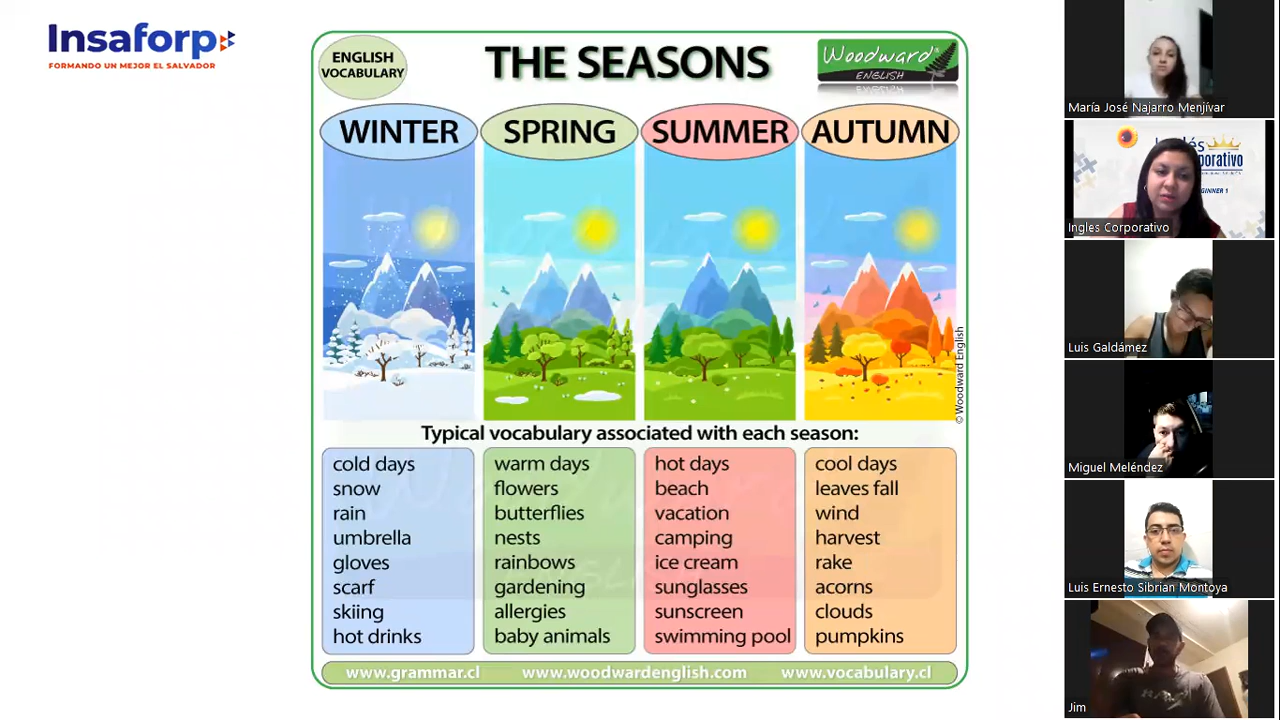 Insaforp
FORMANDO UN MEJOR EL SALVADOR
ENGLISH
VOCABULARY
THE SEASONS
Woodward®
ENGLISH
WINTER
SPRING
SUMMER
AUTUMN
© Woodward English
Typical vocabulary associated with each season:
cold days
snow
rain
umbrella
gloves
scarf
skiing
hot drinks
warm days
flowers
butterflies
nests
rainbows
gardening
allergies
baby animals
hot days
beach
vacation
camping
ice cream
sunglasses
sunscreen
swimming pool
cool days
leaves fall
wind
harvest
rake
acorns
clouds
pumpkins
www.grammar.cl
www.woodwardenglish.com
www.vocabulary.cl
María José Najarro Menjívar
Ingles Corporativo
Luis Galdámez
Miguel Meléndez
Luis Ernesto Sibrian Montoya
Jim